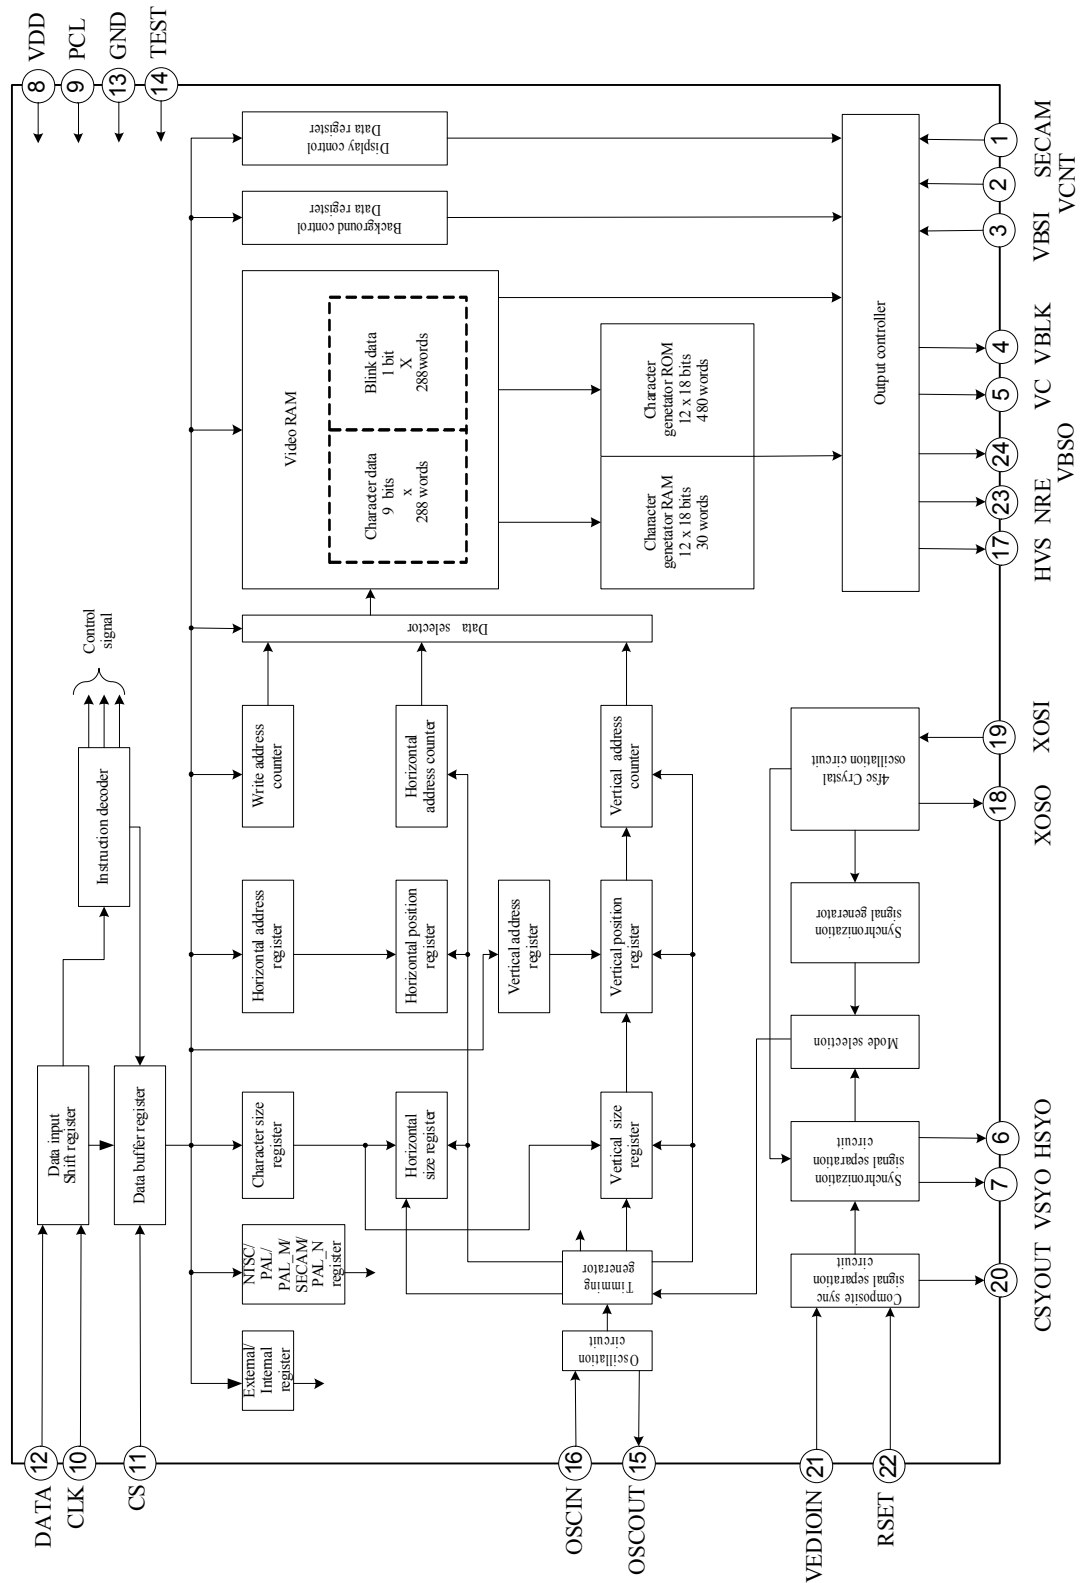 8 VDD
9 PCL
13 GND
14 TEST
Display control
Data register
Background control
Data register
Video RAM
Blink data
1 bit
X
288words
Character data
9 bits
x
288 words
Character
genetator ROM
12 x 18 bits
480 words
Character
genetator RAM
12 x 18 bits
30 words
Output controller
1 SECAM
2 VCNT
3 VBSI
4 VBLK
5 VC
24 VBSO
23 NRE
17 HVS
Data selector
Control
signal
Instruction decoder
Write address
counter
Horizontal
address counter
Vertical address
counter
4fsc Crystal
oscillation circuit
19 XOSI
18 XOSO
Horizontal address
register
Horizontal position
register
Vertical address
register
Vertical position
register
Synchronization
signal generator
Mode selection
Data input
Shift register
Data buffer register
Character size
register
Horizontal
size register
Vertical size
register
Synchronization
signal separation
circuit
6 HSYO
7 VSYO
NTSC/
PAL/
PAL_M/
SECAM/
PAL_N
register
Timming
generator
Composite sync
signal separation
circuit
20 CSYOUT
External/
Internal
register
Oscillation
circuit
12 DATA
10 CLK
11 CS
16 OSCIN
15 OSCOUT
21 VEDIOIN
22 RSET